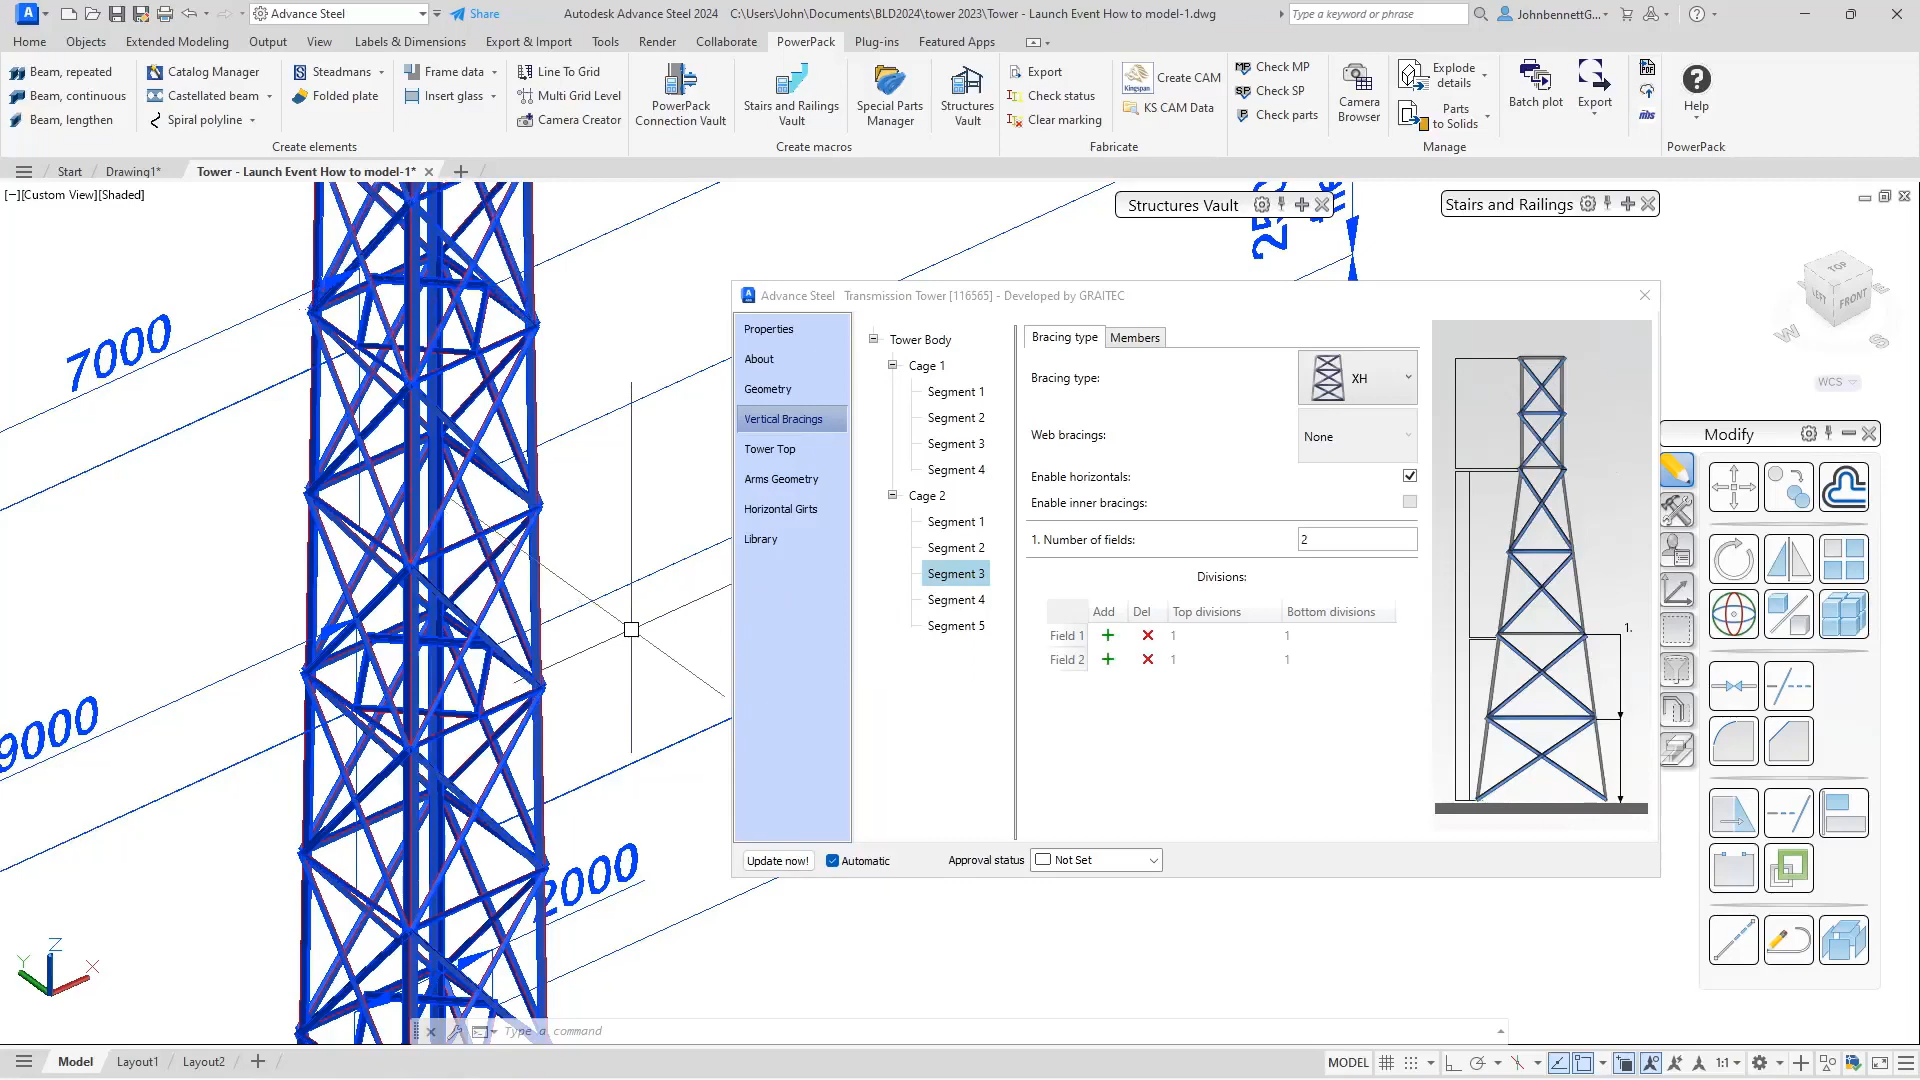 Advance Steel
Share
Autodesk Advance Steel 2024
C:\Users\John\Documents\BLD2024\tower 2023\Tower - Launch Event How to model-1.dwg
Type a keyword or phrase
JohnbennettG...
Home
Objects
Extended Modeling
Output
View
Labels & Dimensions
Export & Import
Tools
Render
Collaborate
PowerPack
Plug-ins
Featured Apps
Beam, repeated
Beam, continuous
Beam, lengthen
Catalog Manager
Castellated beam
Spiral polyline
Steadmans
Folded plate
Frame data
Insert glass
Line To Grid
Multi Grid Level
Camera Creator
Create elements
PowerPack
Connection Vault
Stairs and Railings
Vault
Special Parts
Manager
Structures
Vault
Create macros
Export
Check status
Clear marking
Kingspan
Create CAM
KS CAM Data
Fabricate
Check MP
Check SP
Check parts
Camera
Browser
Explode
details
Parts
to Solids
Batch plot
Export
Manage
Help
PowerPack
Start
Drawing1*
Tower - Launch Event How to model-1*
[−][Custom View][Shaded]
Structures Vault
Stairs and Railings
TOP
LEFT
FRONT
W
S
WCS
7000
9000
2000
Advance Steel   Transmission Tower [116565] - Developed by GRAITEC
Properties
About
Geometry
Vertical Bracings
Tower Top
Arms Geometry
Horizontal Girts
Library
Tower Body
Cage 1
Segment 1
Segment 2
Segment 3
Segment 4
Cage 2
Segment 1
Segment 2
Segment 3
Segment 4
Segment 5
Bracing type
Members
Bracing type:
XH
Web bracings:
None
Enable horizontals:
Enable inner bracings:
1. Number of fields:
2
Divisions:
Add
Del
Top divisions
Bottom divisions
Field 1
1
1
Field 2
1
1
1.
Update now!
Automatic
Approval status
Not Set
Modify
Z
Y
X
Type a command
Model
Layout1
Layout2
MODEL
1:1